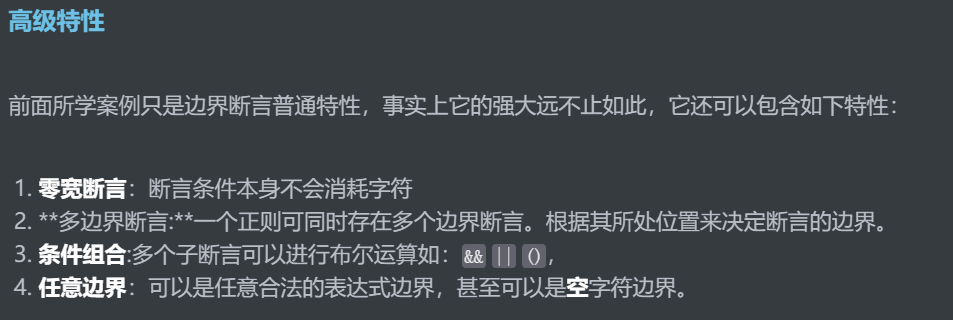 高级特性
前面所学案例只是边界断言普通特性，事实上它的强大远不止如此，它还可以包含如下特性：
1. 零宽断言：断言条件本身不会消耗字符
2. **多边界断言:**一个正则可同时存在多个边界断言。根据其所处位置来决定断言的边界。
3. 条件组合:多个子断言可以进行布尔运算如：&& || ()，
4. 任意边界：可以是任意合法的表达式边界，甚至可以是空字符边界。